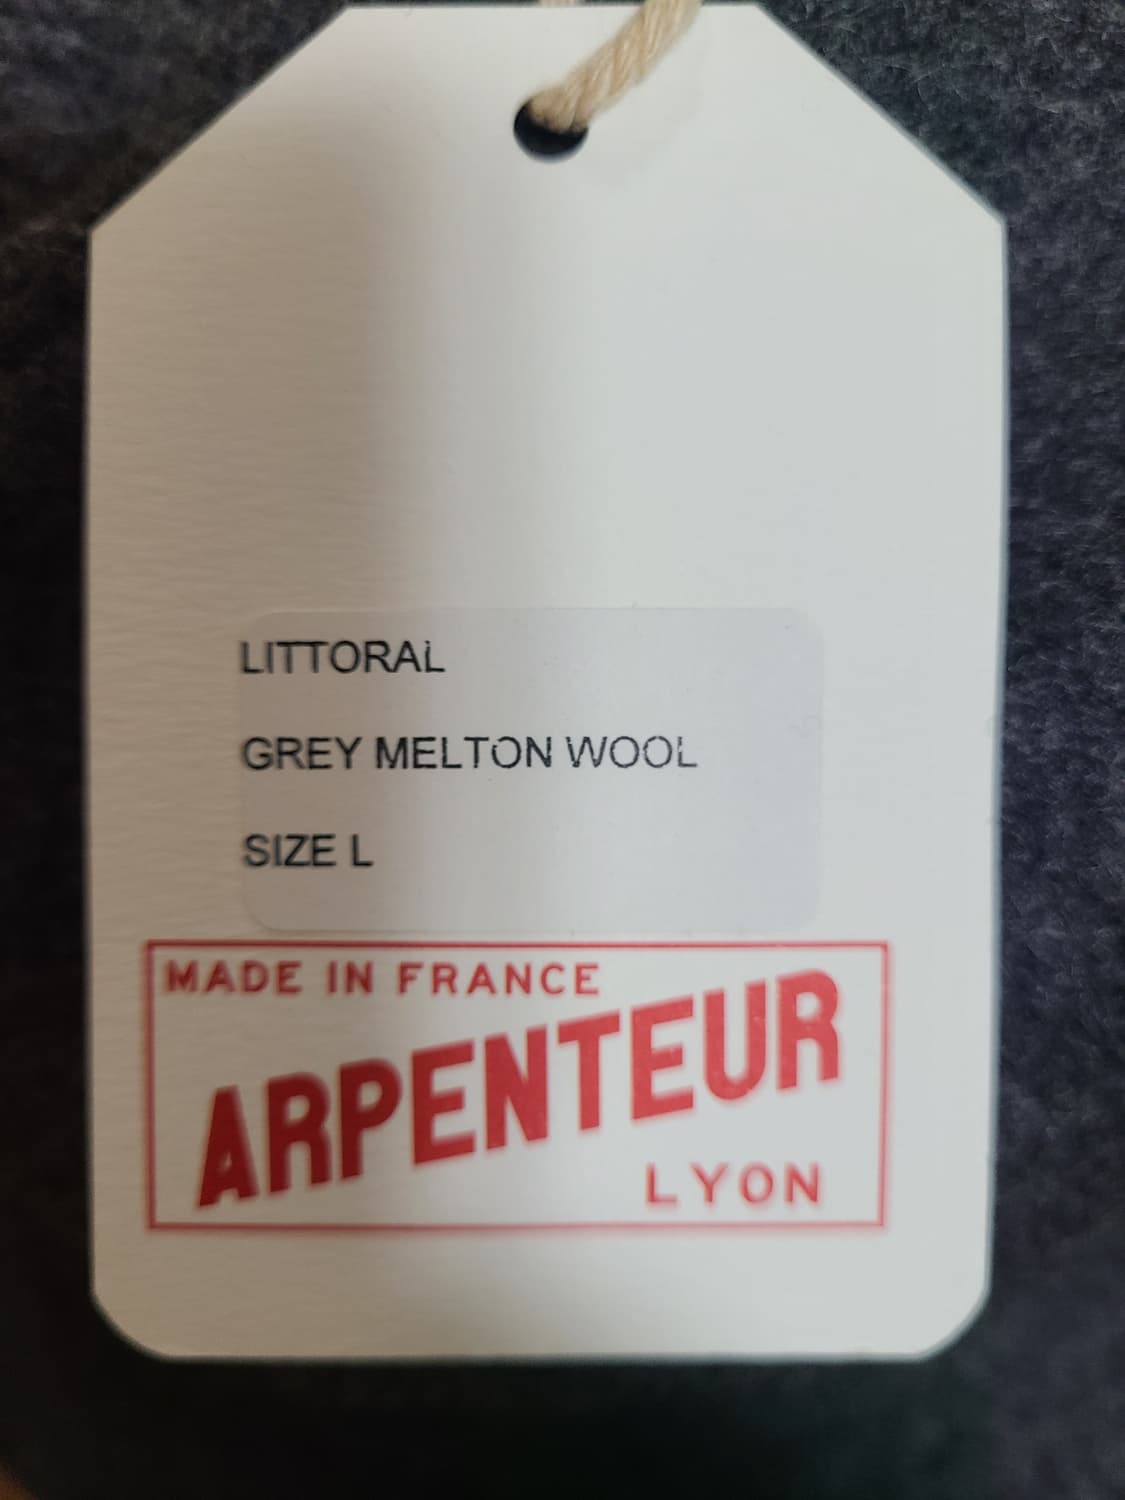 LITTORAL
GREY MELTON WOOL
SIZE L
MADE IN FRANCE
ARPENTEUR
LYON